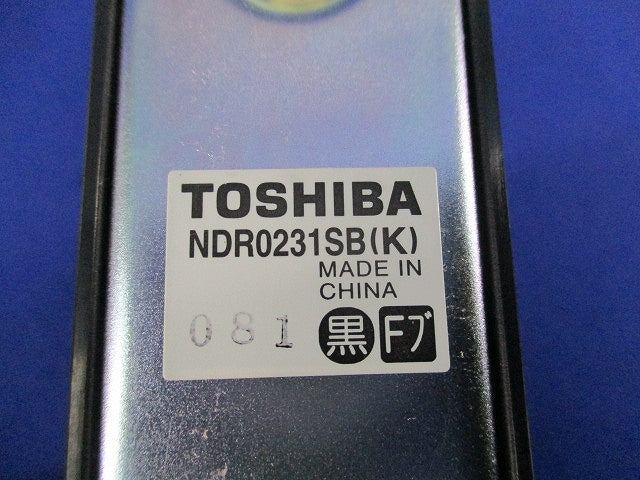 TOSHIBA
NDR0231SB(K)
MADE IN
CHINA
081 黒 Fブ